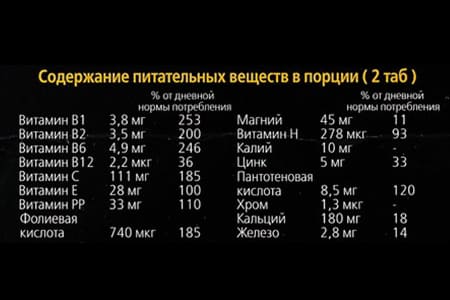 Содержание питательных веществ в порции ( 2 таб )
% от дневной
нормы потребления
Витамин B1 3,8 мг 253
Витамин B2 3,5 мг 200
Витамин B6 4,9 мг 246
Витамин B12 2,2 мкг 36
Витамин C 111 мг 185
Витамин E 28 мг 100
Витамин PP 33 мг 110
Фолиевая
кислота 740 мкг 185
% от дневной
нормы потребления
Магний 45 мг 11
Витамин H 278 мкг 93
Калий 10 мг -
Цинк 5 мг 33
Пантотеновая
кислота 8,5 мг 120
Хром 1,3 мкг -
Кальций 180 мг 18
Железо 2,8 мг 14